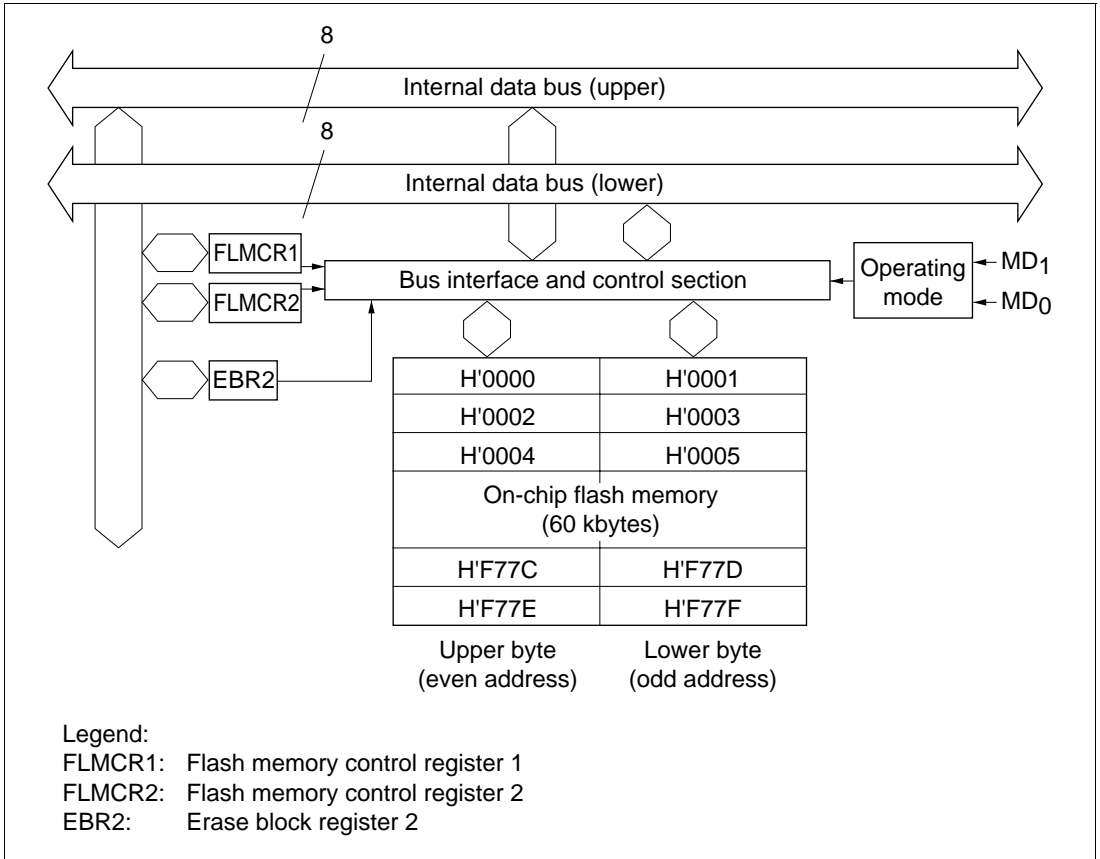 8
Internal data bus (upper)
8
Internal data bus (lower)
FLMCR1
Bus interface and control section
Operating
mode
MD1
FLMCR2
MD0
EBR2
H'0000 H'0001
H'0002 H'0003
H'0004 H'0005
On-chip flash memory
(60 kbytes)
H'F77C H'F77D
H'F77E H'F77F
Upper byte
(even address)
Lower byte
(odd address)
Legend:
FLMCR1: Flash memory control register 1
FLMCR2: Flash memory control register 2
EBR2: Erase block register 2